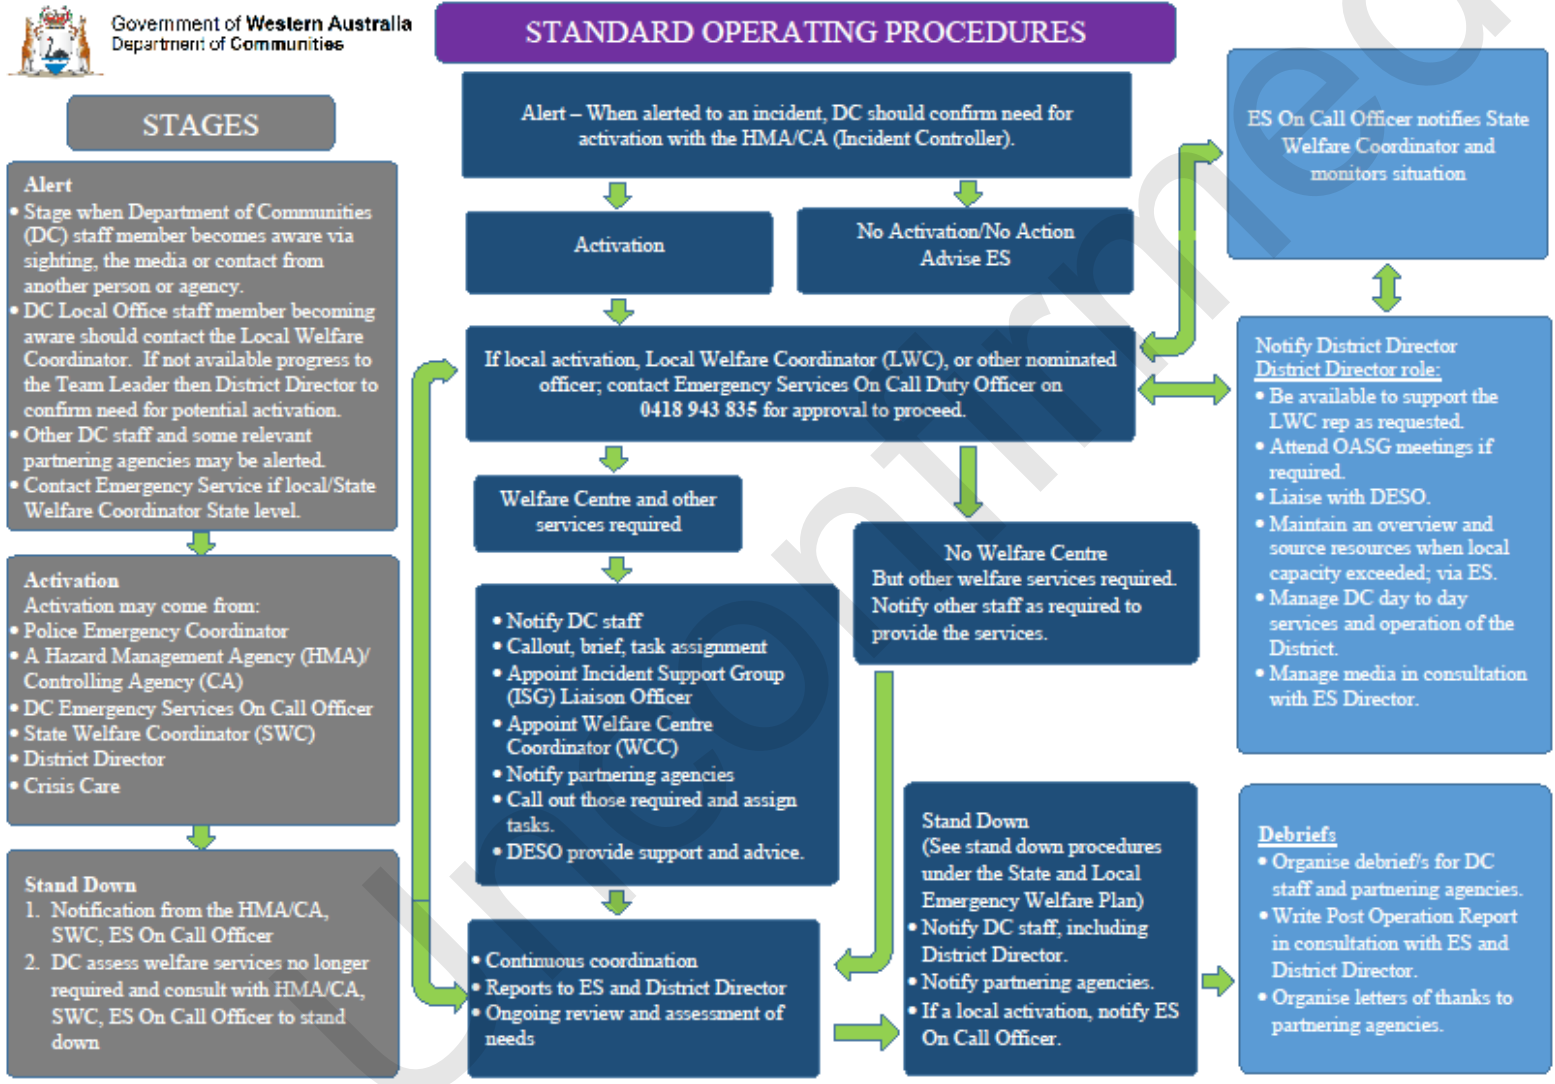 Government of Western Australia
Department of Communities
STANDARD OPERATING PROCEDURES
STAGES
Alert
• Stage when Department of Communities
(DC) staff member becomes aware via
sighting, the media or contact from
another person or agency.
• DC Local Office staff member becoming
aware should contact the Local Welfare
Coordinator. If not available progress to
the Team Leader then District Director to
confirm need for potential activation.
• Other DC staff and some relevant
partnering agencies may be alerted.
• Contact Emergency Service if local/State
Welfare Coordinator State level.
Activation
Activation may come from:
• Police Emergency Coordinator
• A Hazard Management Agency (HMA)/
Controlling Agency (CA)
• DC Emergency Services On Call Officer
• State Welfare Coordinator (SWC)
• District Director
• Crisis Care
Stand Down
1. Notification from the HMA/CA,
SWC, ES On Call Officer
2. DC assess welfare services no longer
required and consult with HMA/CA,
SWC, ES On Call Officer to stand
down
Alert – When alerted to an incident, DC should confirm need for
activation with the HMA/CA (Incident Controller).
Activation
No Activation/No Action
Advise ES
If local activation, Local Welfare Coordinator (LWC), or other nominated
officer; contact Emergency Services On Call Duty Officer on
0418 943 835 for approval to proceed.
Welfare Centre and other
services required
No Welfare Centre
But other welfare services required.
Notify other staff as required to
provide the services.
• Notify DC staff
• Callout, brief, task assignment
• Appoint Incident Support Group
(ISG) Liaison Officer
• Appoint Welfare Centre
Coordinator (WCC)
• Notify partnering agencies
• Call out those required and assign
tasks.
• DESO provide support and advice.
• Continuous coordination
• Reports to ES and District Director
• Ongoing review and assessment of
needs
Stand Down
(See stand down procedures
under the State and Local
Emergency Welfare Plan)
• Notify DC staff, including
District Director.
• Notify partnering agencies.
• If a local activation, notify ES
On Call Officer.
ES On Call Officer notifies State
Welfare Coordinator and
monitors situation
Notify District Director
District Director role:
• Be available to support the
LWC rep as requested.
• Attend OASG meetings if
required.
• Liaise with DESO.
• Maintain an overview and
source resources when local
capacity exceeded; via ES.
• Manage DC day to day
services and operation of the
District.
• Manage media in consultation
with ES Director.
Debriefs
• Organise debrief/s for DC
staff and partnering agencies.
• Write Post Operation Report
in consultation with ES and
District Director.
• Organise letters of thanks to
partnering agencies.
Unconfirmed